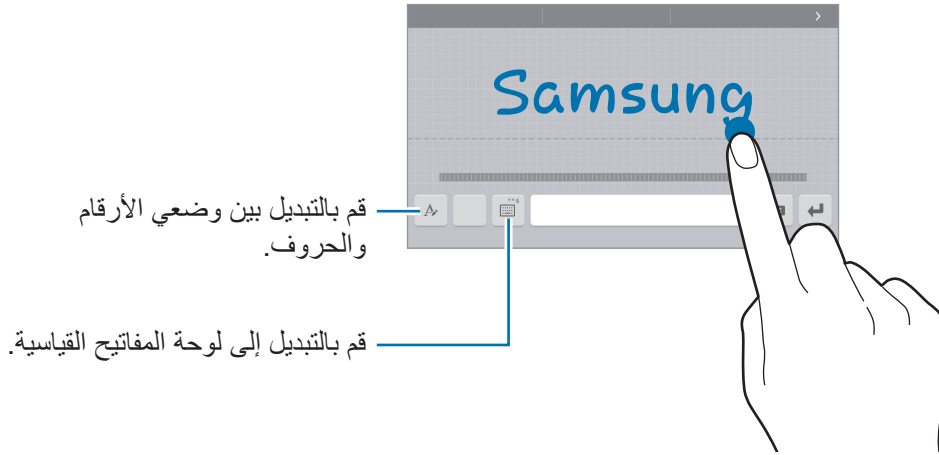 Samsung
قم بالتبديل بين وضعي الأرقام
والحروف.
قم بالتبديل إلى لوحة المفاتيح القياسية.